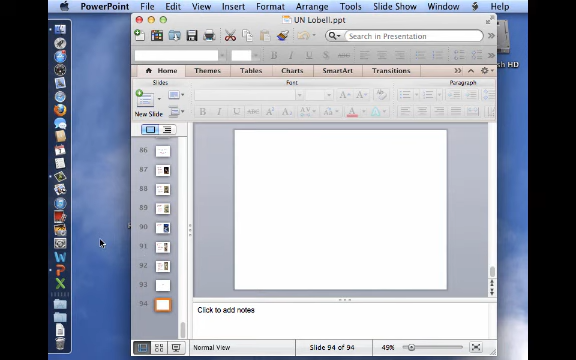 PowerPoint File Edit View Insert Format Arrange Tools Slide Show Window Help
UN Lobell.ppt
Search in Presentation
sh HD
Home Themes Tables Charts SmartArt Transitions
Slides Font Paragraph
New Slide
86
87
88
89
90
91
92
93
94
Click to add notes
Normal View Slide 94 of 94 49%